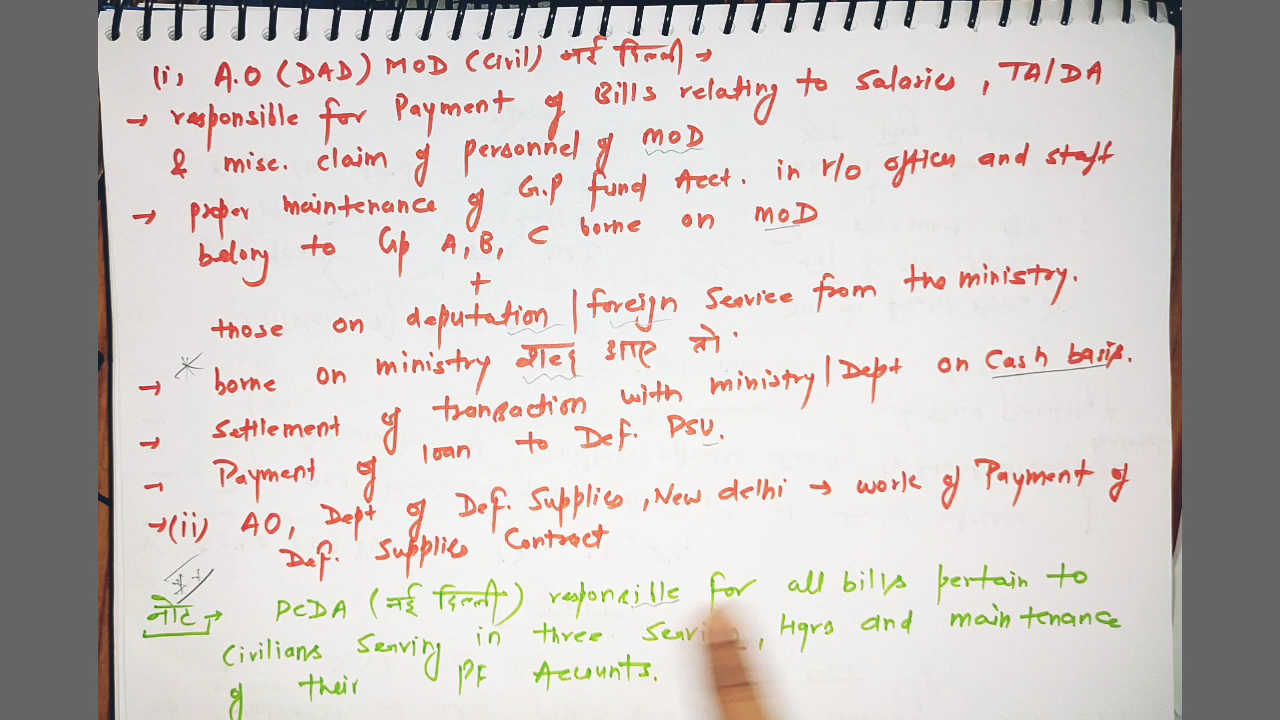 (i) A.O (DAD) MOD (Civil) नई दिल्ली →
→ responsible for Payment of Bills relating to salaries, TA/DA
& misc. claim of personnel of MOD
→ proper maintenance of G.P fund Acct. in r/o officers and staff
belong to Gp A, B, C borne on MOD
+
those on deputation / foreign Service from the ministry.
→ * borne on ministry शब्द आए तो.
→ Settlement of transaction with ministry / Dept on Cash basis.
→ Payment of loan to Def. PSU.
→ (ii) AO, Dept of Def. Supplies, New delhi → work of Payment of
Def. Supplies Contract
**
नोट → PCDA (नई दिल्ली) responsible for all bills pertain to
Civilians Serving in three , Hqrs and maintenance
of their PF Accounts.